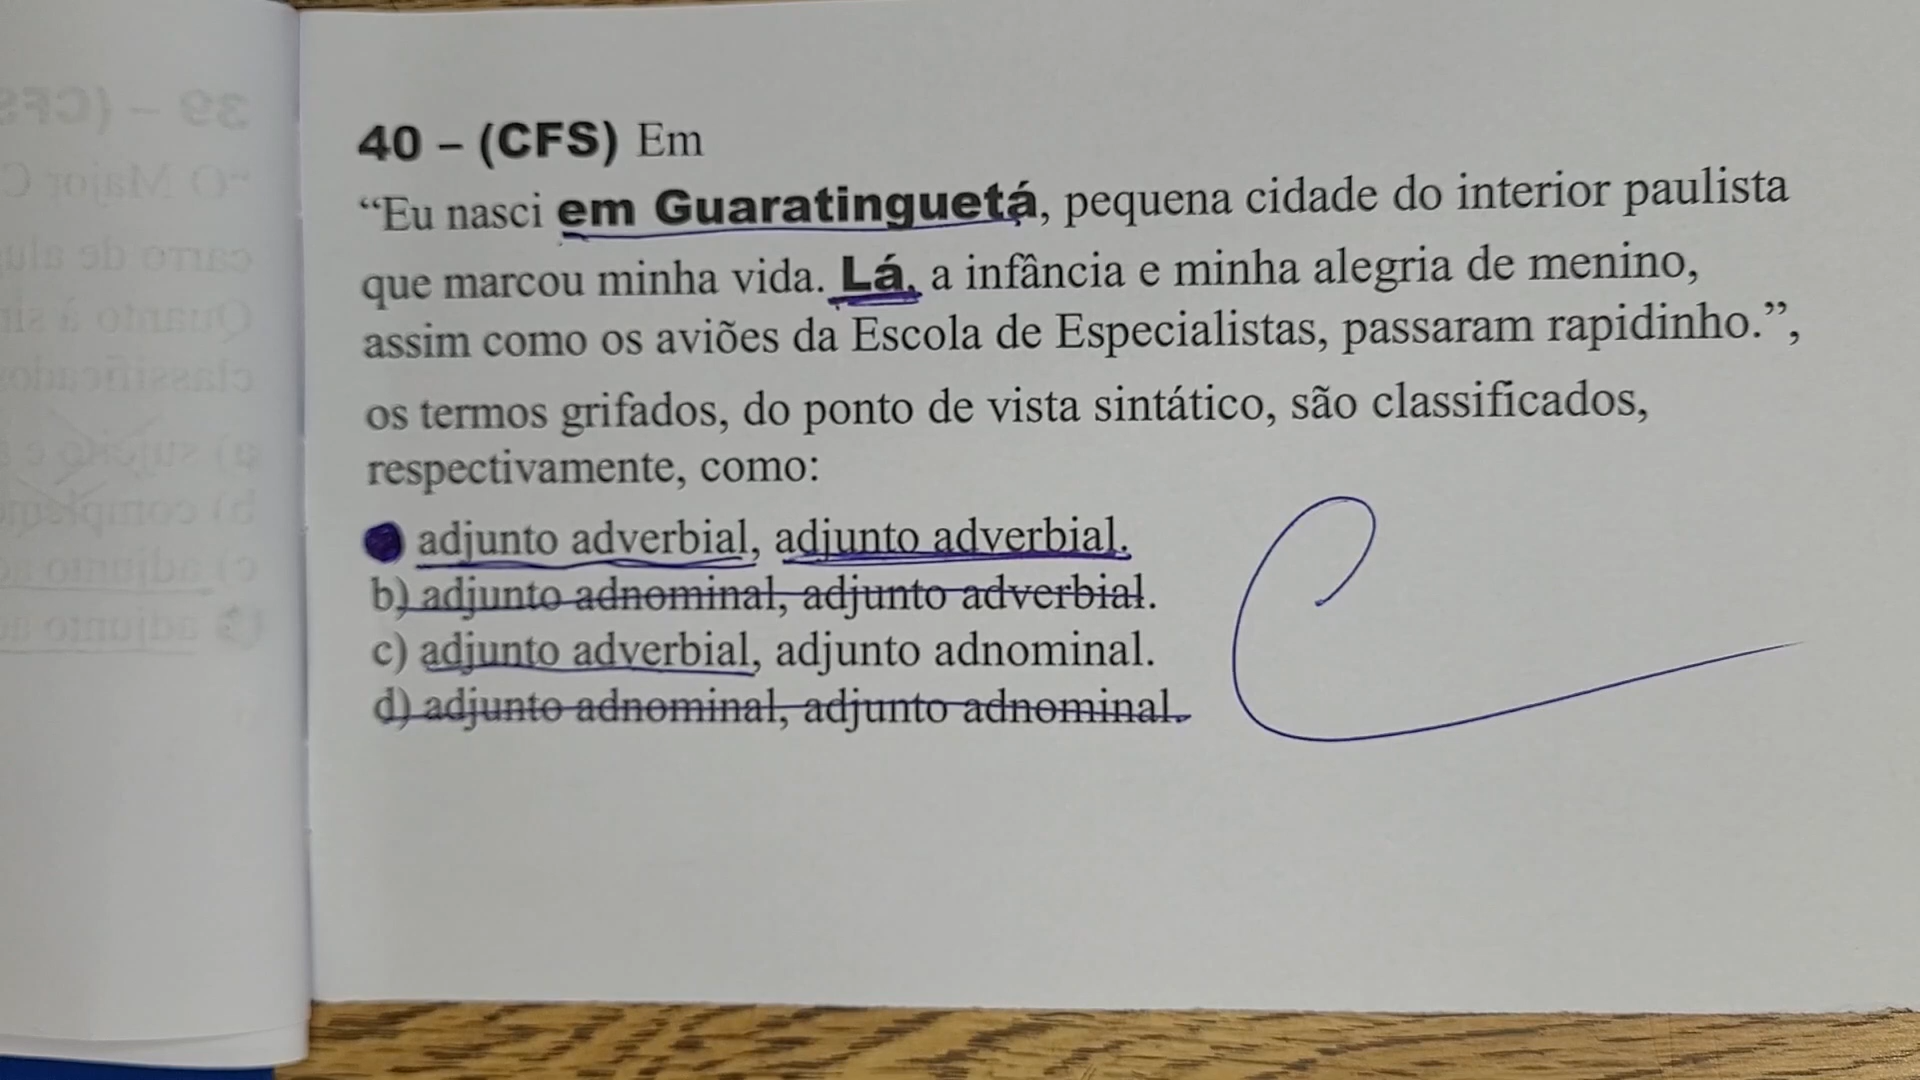 40 – (CFS) Em
“Eu nasci em Guaratinguetá, pequena cidade do interior paulista
que marcou minha vida. Lá, a infância e minha alegria de menino,
assim como os aviões da Escola de Especialistas, passaram rapidinho.”,
os termos grifados, do ponto de vista sintático, são classificados,
respectivamente, como:
adjunto adverbial, adjunto adverbial.
b) adjunto adnominal, adjunto adverbial.
c) adjunto adverbial, adjunto adnominal.
d) adjunto adnominal, adjunto adnominal.